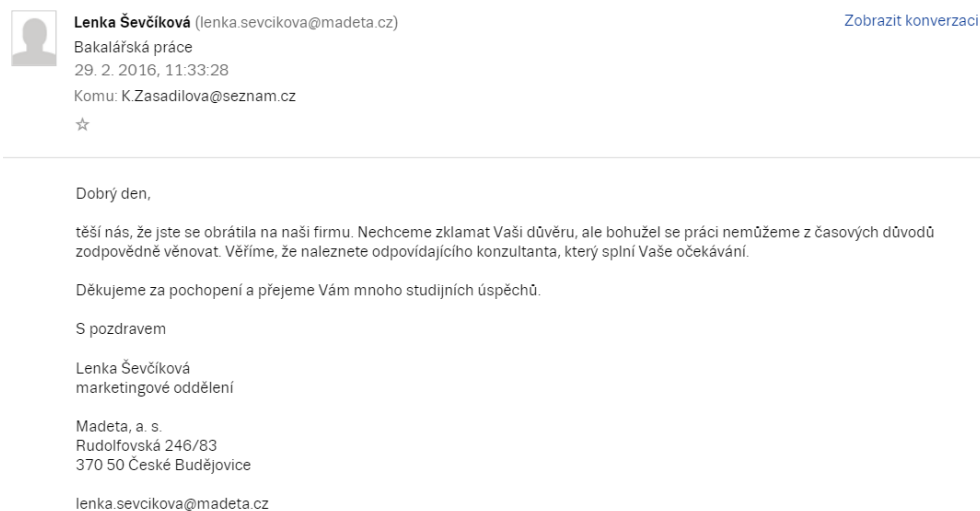 Lenka Ševčíková (lenka.sevcikova@madeta.cz)
Zobrazit konverzaci
Bakalářská práce
29. 2. 2016, 11:33:28
Komu: K.Zasadilova@seznam.cz
Dobrý den,
těší nás, že jste se obrátila na naši firmu. Nechceme zklamat Vaši důvěru, ale bohužel se práci nemůžeme z časových důvodů
zodpovědně věnovat. Věříme, že naleznete odpovídajícího konzultanta, který splní Vaše očekávání.
Děkujeme za pochopení a přejeme Vám mnoho studijních úspěchů.
S pozdravem
Lenka Ševčíková
marketingové oddělení
Madeta, a. s.
Rudolfovská 246/83
370 50 České Budějovice
lenka.sevcikova@madeta.cz